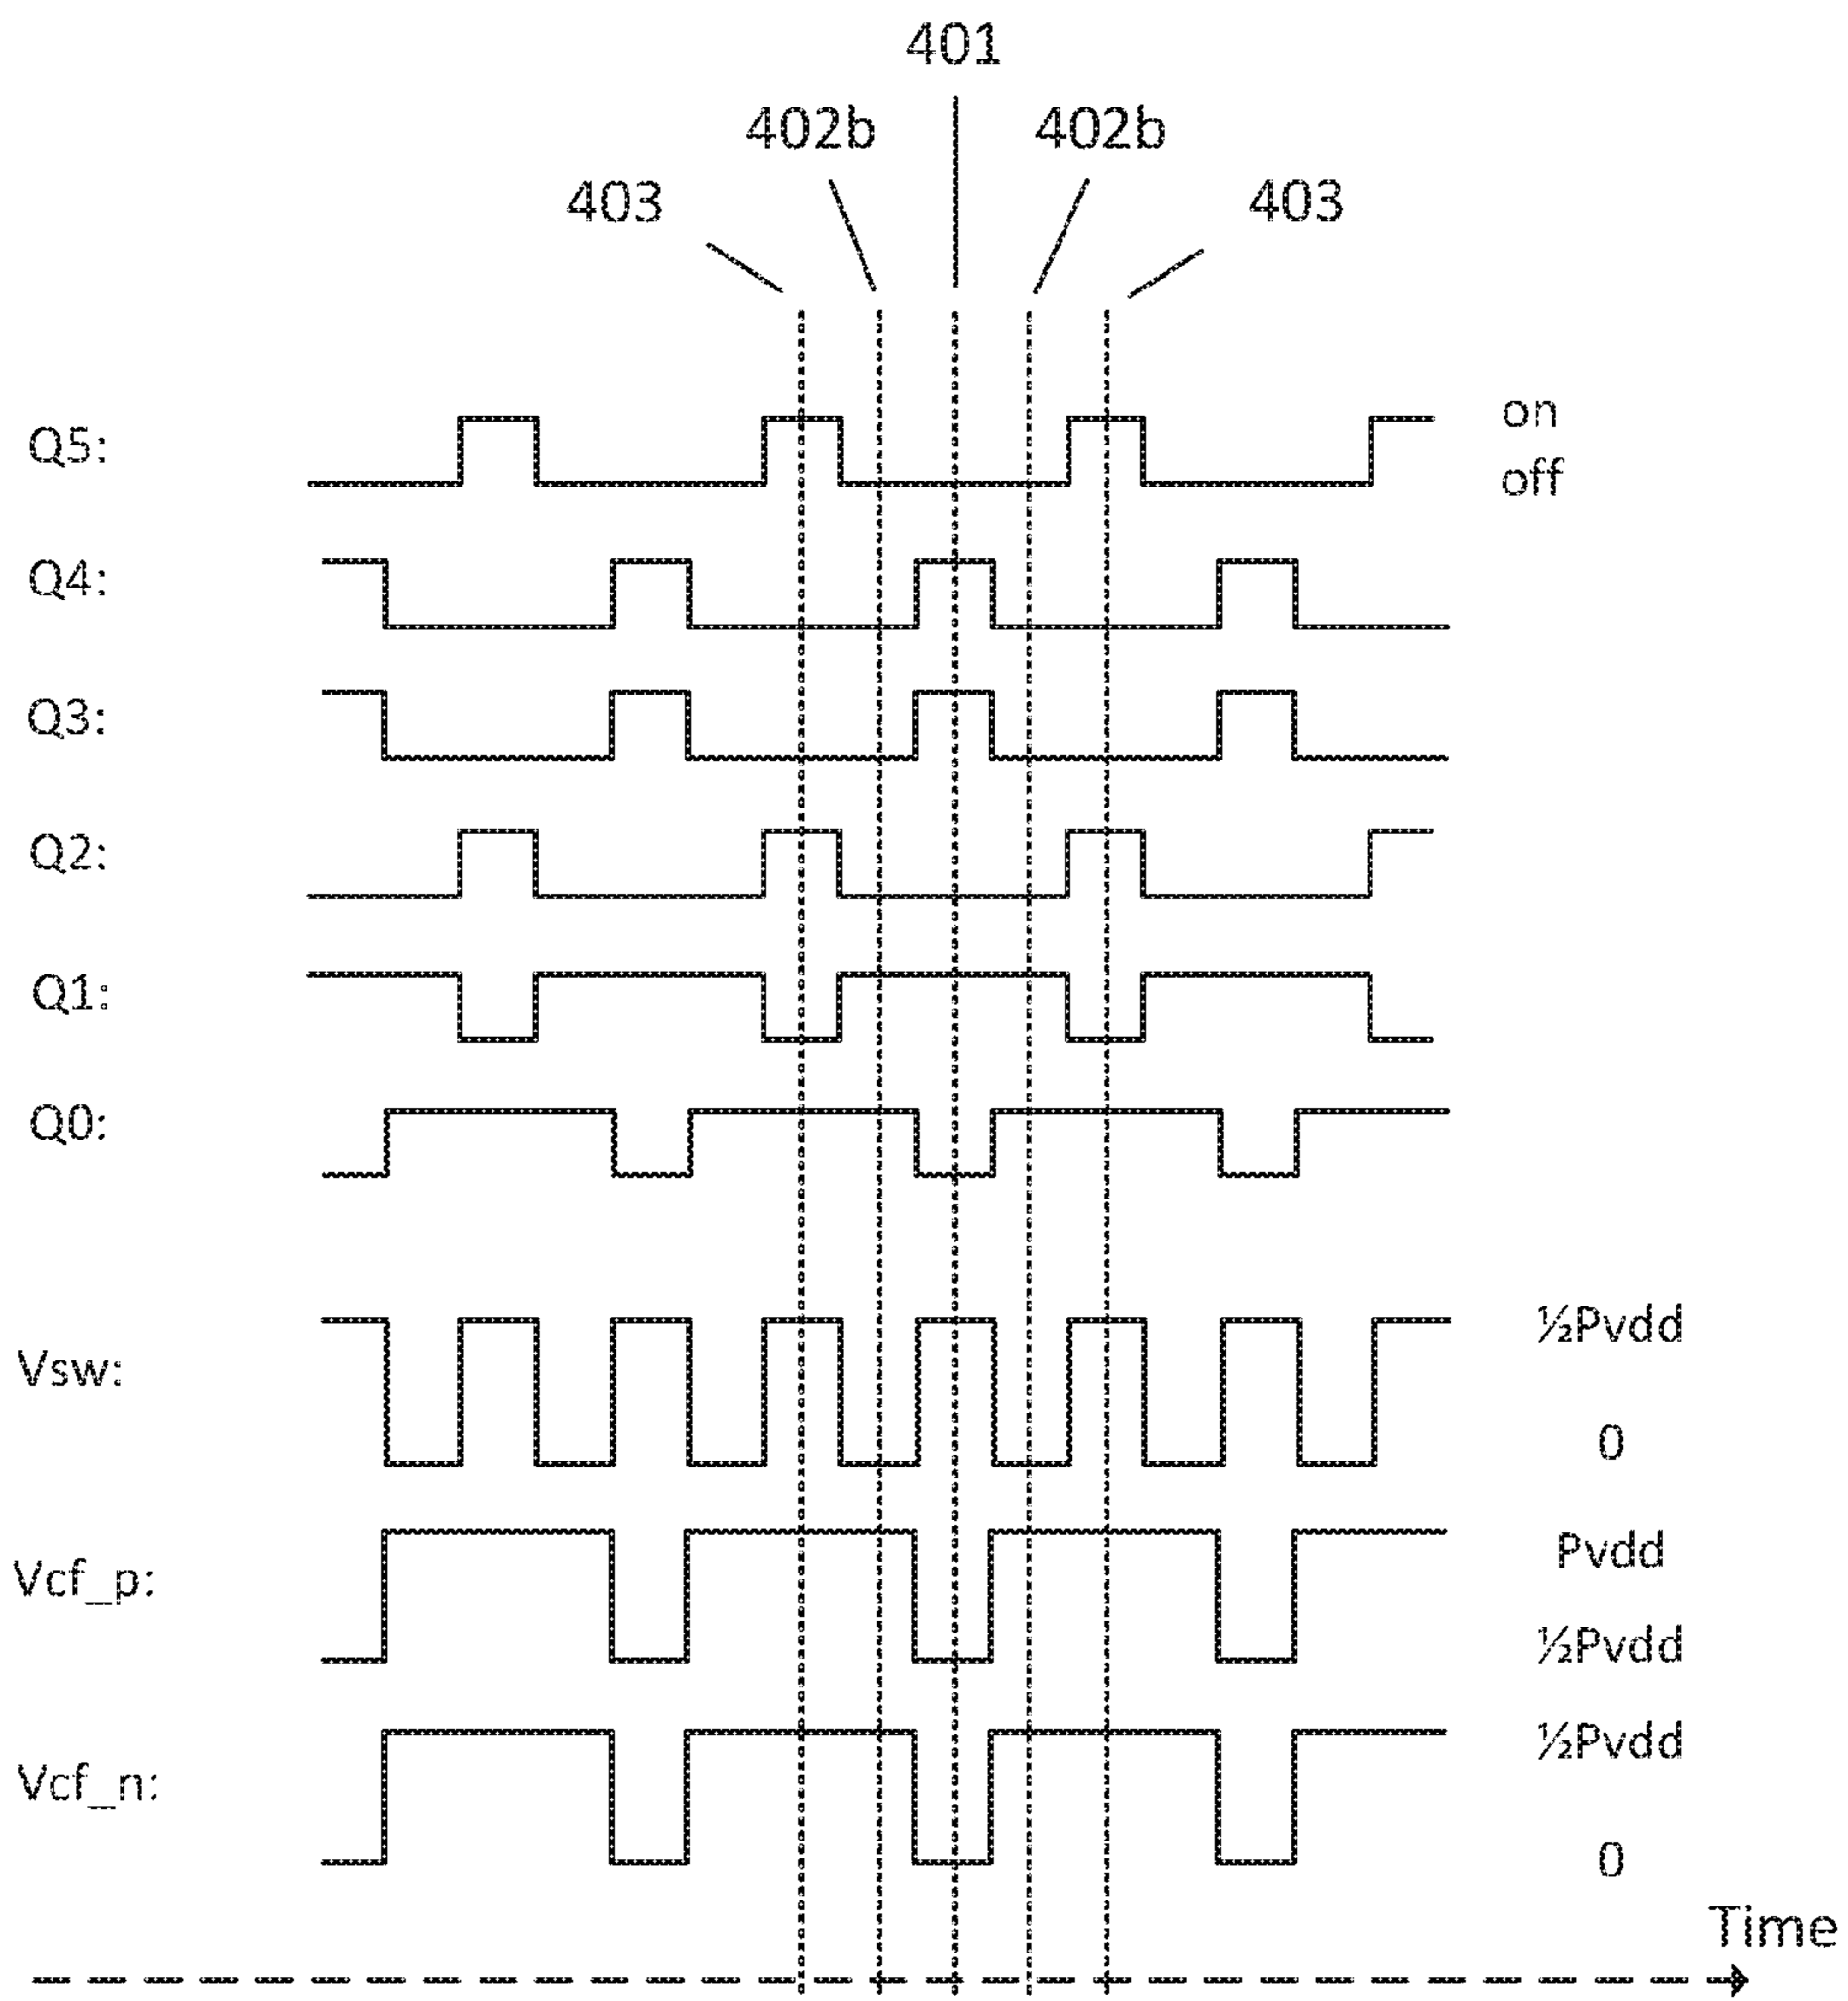 401
402b 402b
403 403
Q5: on
off
Q4:
Q3:
Q2:
Q1:
Q0:
½Pvdd
Vsw:
0
Pvdd
Vcf_p:
½Pvdd
½Pvdd
Vcf_n:
0
Time